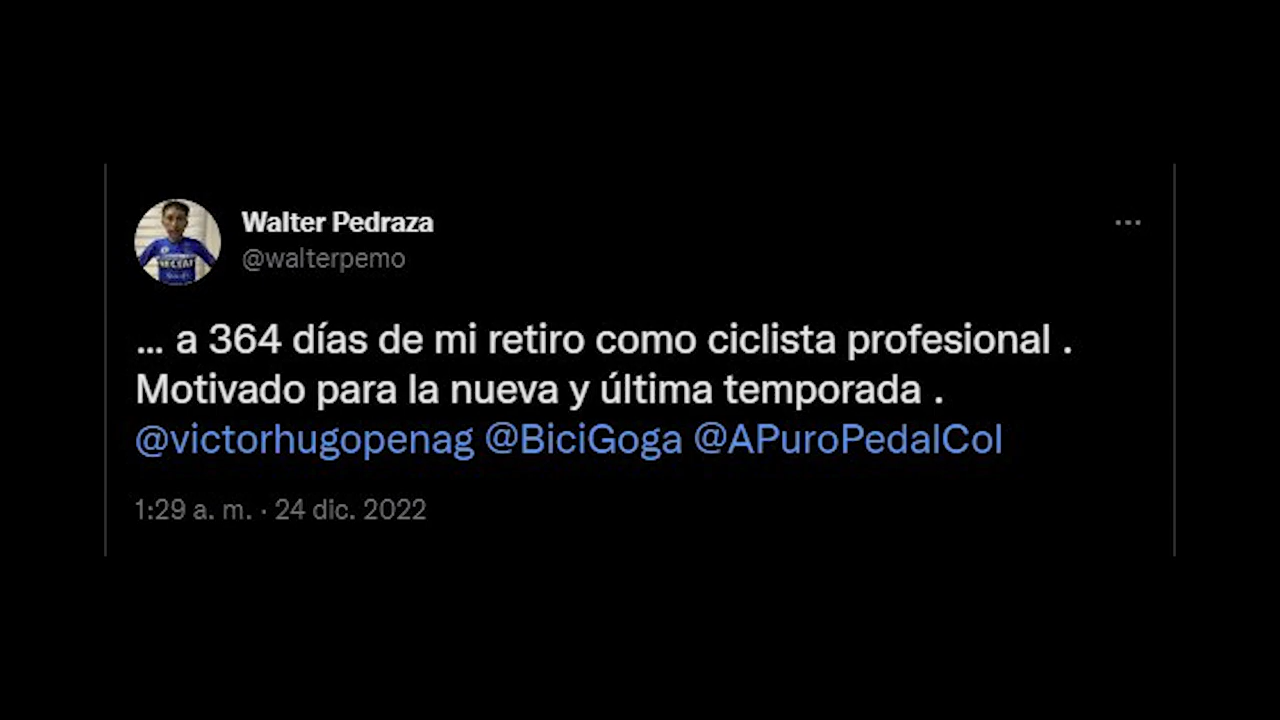 Walter Pedraza
@walterpemo
... a 364 días de mi retiro como ciclista profesional .
Motivado para la nueva y última temporada .
@victorhugopenag @BiciGoga @APuroPedalCol
1:29 a. m. · 24 dic. 2022